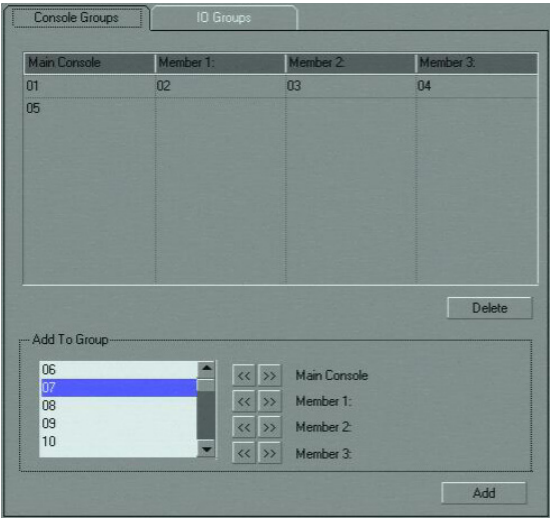 Console Groups IO Groups
Main Console Member 1: Member 2: Member 3:
01 02 03 04
05
Delete
Add To Group
06
07
08
09
10
<< >> Main Console
<< >> Member 1:
<< >> Member 2:
<< >> Member 3:
Add